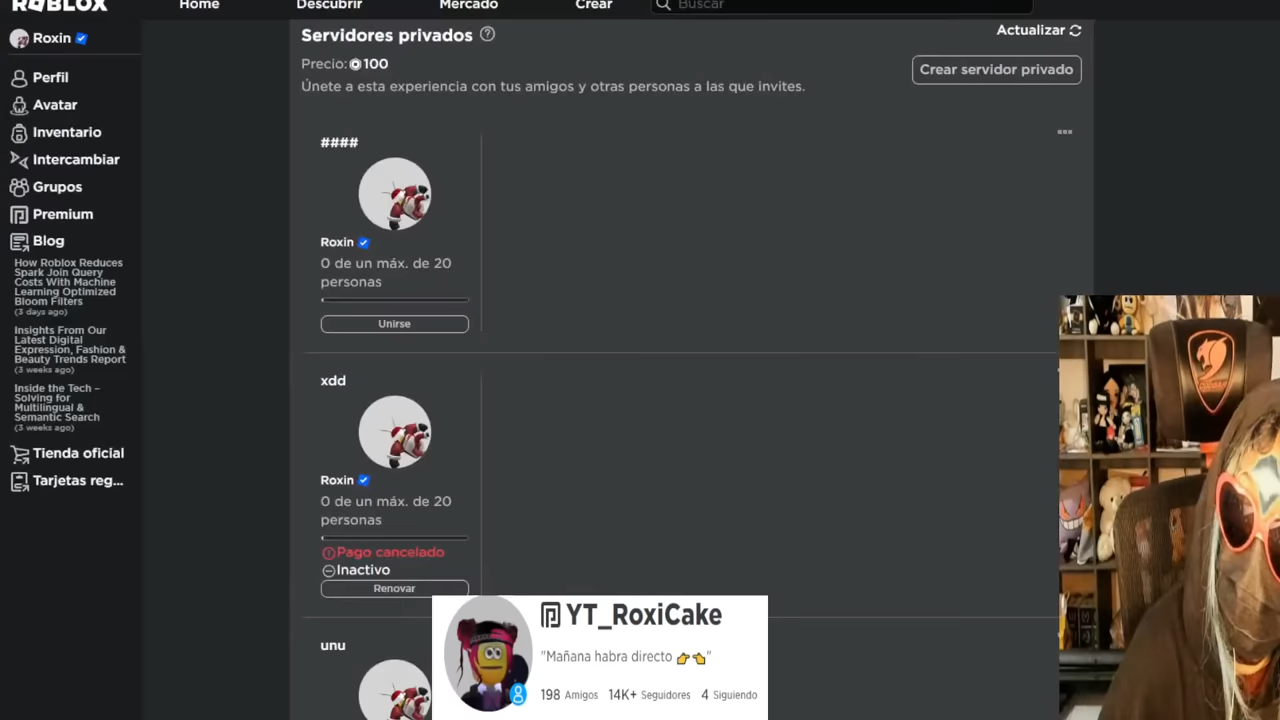 ROBLOX
Home
Descubrir
Mercado
Crear
Buscar
Roxin
Perfil
Avatar
Inventario
Intercambiar
Grupos
Premium
Blog
How Roblox Reduces
Spark Join Query
Costs With Machine
Learning Optimized
Bloom Filters
(3 days ago)
Insights From Our
Latest Digital
Expression, Fashion &
Beauty Trends Report
(3 weeks ago)
Inside the Tech –
Solving for
Multilingual &
Semantic Search
(3 weeks ago)
Tienda oficial
Tarjetas reg...
Servidores privados
Actualizar
Precio: 100
Crear servidor privado
Únete a esta experiencia con tus amigos y otras personas a las que invites.
####
Roxin
0 de un máx. de 20
personas
Unirse
xdd
Roxin
0 de un máx. de 20
personas
Pago cancelado
Inactivo
Renovar
unu
YT_RoxiCake
"Mañana habra directo 👉👈"
198 Amigos 14K+ Seguidores 4 Siguiendo